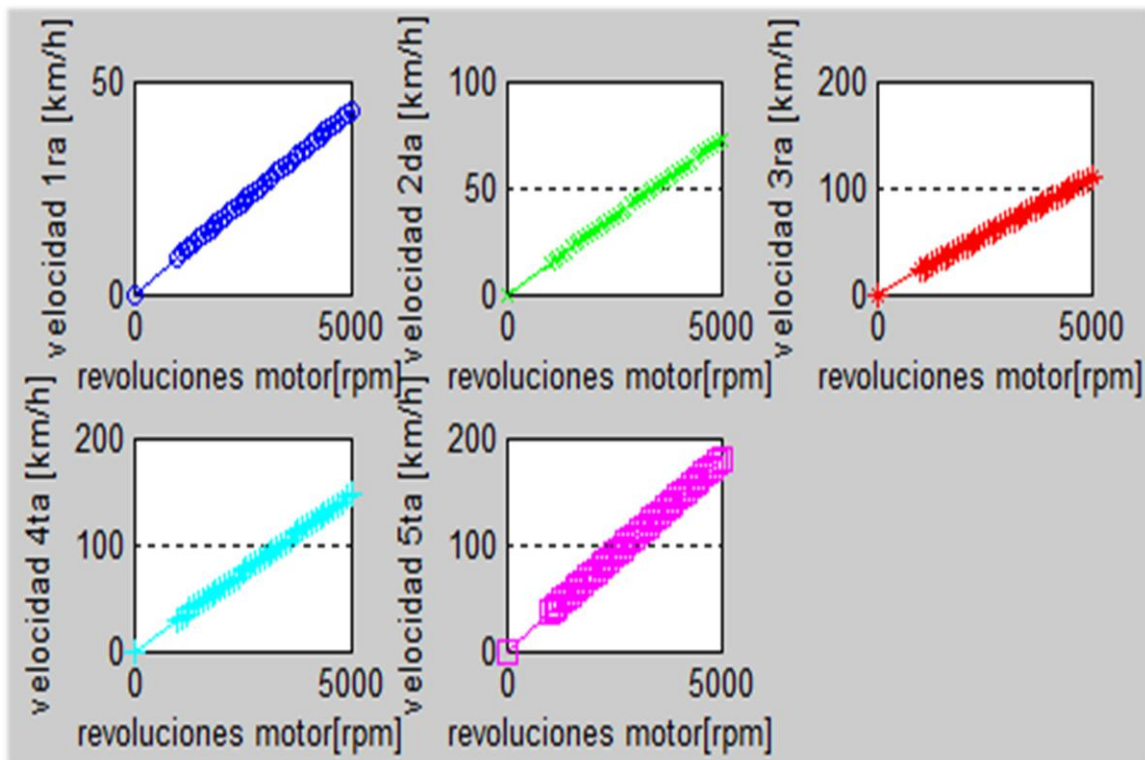 velocidad 1ra [km/h]
50
0
0 5000
revoluciones motor[rpm]
velocidad 2da [km/h]
100
50
0
0 5000
revoluciones motor[rpm]
velocidad 3ra [km/h]
200
100
0
0 5000
revoluciones motor[rpm]
velocidad 4ta [km/h]
200
100
0
0 5000
revoluciones motor[rpm]
velocidad 5ta [km/h]
200
100
0
0 5000
revoluciones motor[rpm]